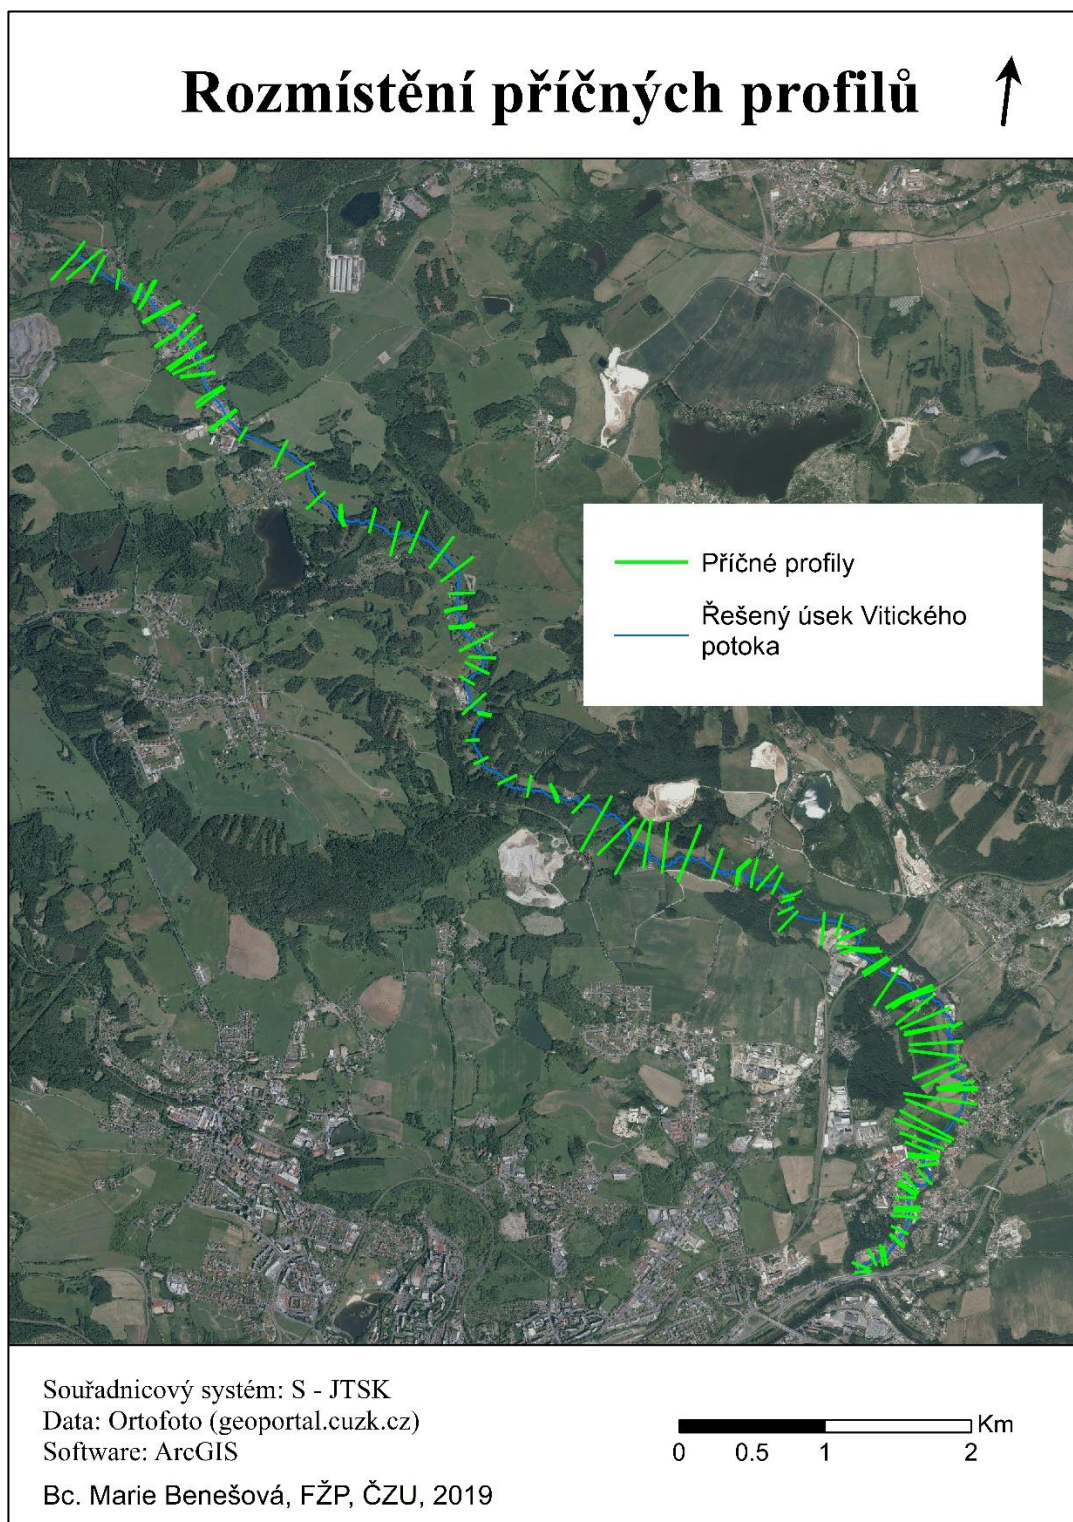 Rozmístění příčných profilů
Příčné profily
Řešený úsek Vitického
potoka
Souřadnicový systém: S - JTSK
Data: Ortofoto (geoportal.cuzk.cz)
Software: ArcGIS
Bc. Marie Benešová, FŽP, ČZU, 2019
Km
0 0.5 1 2